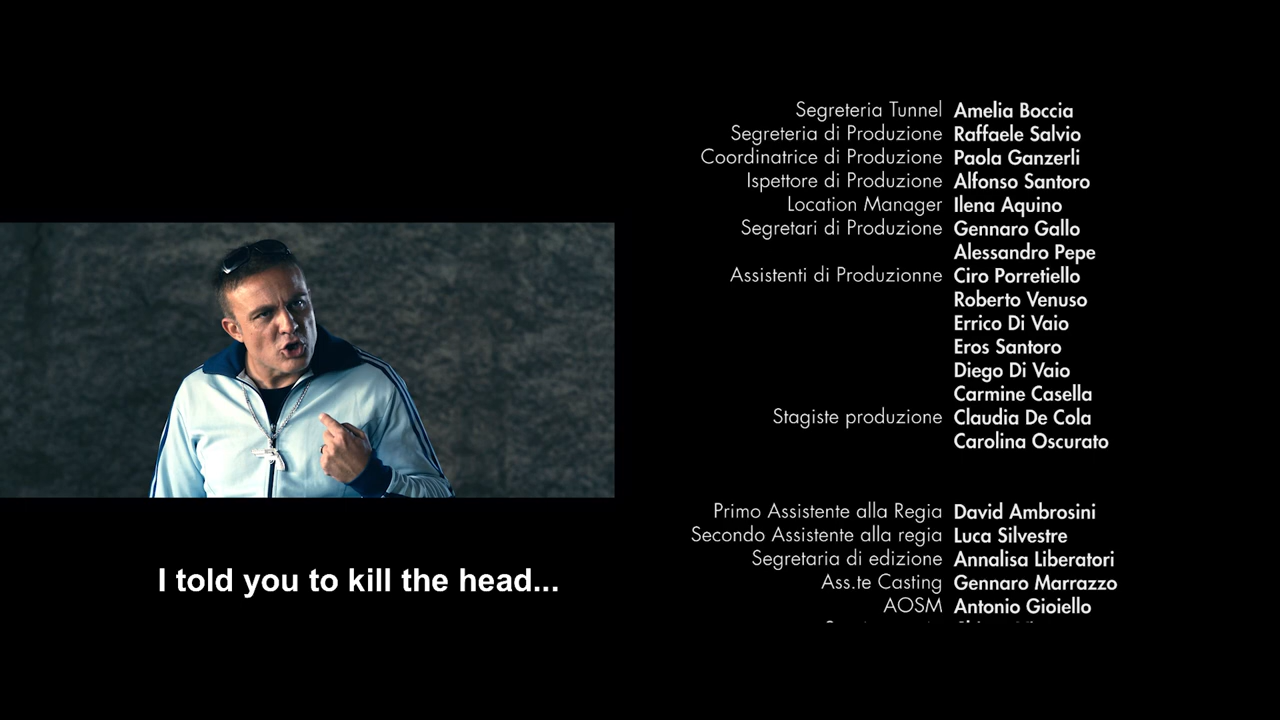 Segreteria Tunnel Amelia Boccia
Segreteria di Produzione Raffaele Salvio
Coordinatrice di Produzione Paola Ganzerli
Ispettore di Produzione Alfonso Santoro
Location Manager Ilena Aquino
Segretari di Produzione Gennaro Gallo
Alessandro Pepe
Assistenti di Produzionne Ciro Porretiello
Roberto Venuso
Errico Di Vaio
Eros Santoro
Diego Di Vaio
Carmine Casella
Stagiste produzione Claudia De Cola
Carolina Oscurato
Primo Assistente alla Regia David Ambrosini
Secondo Assistente alla regia Luca Silvestre
Segretaria di edizione Annalisa Liberatori
Ass.te Casting Gennaro Marrazzo
AOSM Antonio Gioiello
I told you to kill the head...